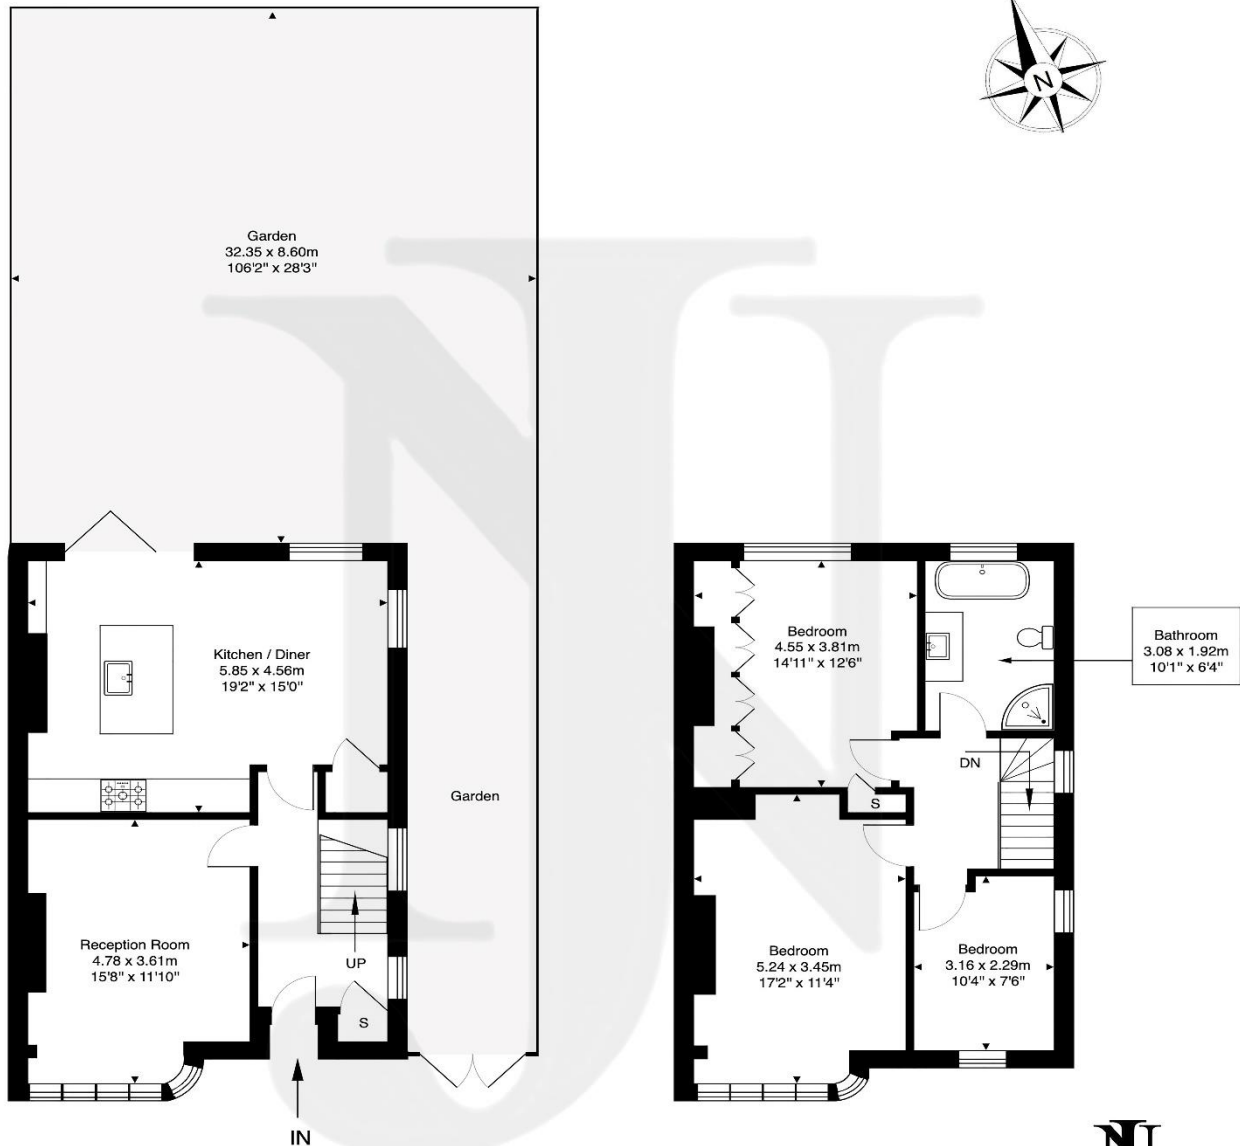 N
Garden
32.35 x 8.60m
106'2" x 28'3"
Kitchen / Diner
5.85 x 4.56m
19'2" x 15'0"
Garden
Reception Room
4.78 x 3.61m
15'8" x 11'10"
UP
S
IN
Bedroom
4.55 x 3.81m
14'11" x 12'6"
Bathroom
3.08 x 1.92m
10'1" x 6'4"
DN
S
Bedroom
5.24 x 3.45m
17'2" x 11'4"
Bedroom
3.16 x 2.29m
10'4" x 7'6"
NJ
NJ